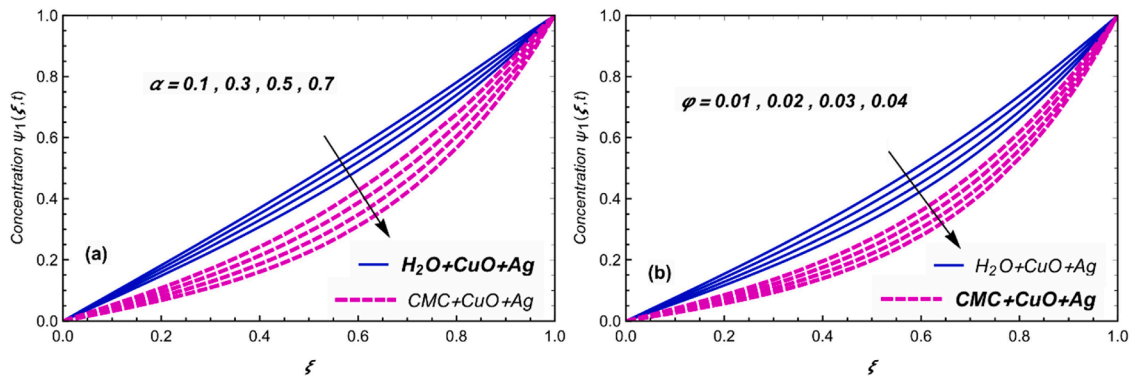 Concentration ψ₁(ξ,t)
1.0
0.8
0.6
0.4
0.2
0.0
α = 0.1 , 0.3 , 0.5 , 0.7
(a)
H₂O+CuO+Ag
CMC+CuO+Ag
0.0 0.2 0.4 0.6 0.8 1.0
ξ
Concentration ψ₁(ξ,t)
1.0
0.8
0.6
0.4
0.2
0.0
φ = 0.01 , 0.02 , 0.03 , 0.04
(b)
H₂O+CuO+Ag
CMC+CuO+Ag
0.0 0.2 0.4 0.6 0.8 1.0
ξ